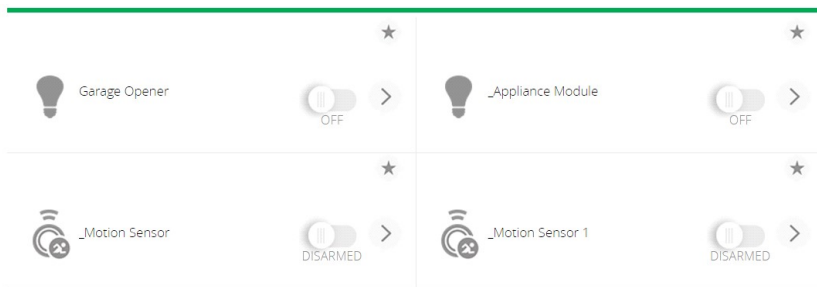 Garage Opener
OFF
_Appliance Module
OFF
_Motion Sensor
DISARMED
_Motion Sensor 1
DISARMED